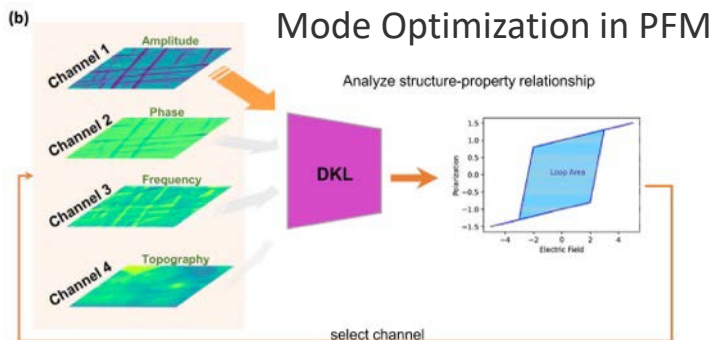 (b)
Mode Optimization in PFM
Channel 1
Amplitude
Analyze structure-property relationship
Channel 2
Phase
Channel 3
Frequency
Channel 4
Topography
DKL
Polarization
1.5
1.0
0.5
0.0
-0.5
-1.0
-1.5
Loop Area
-4 -2 0 2 4
Electric Field
select channel